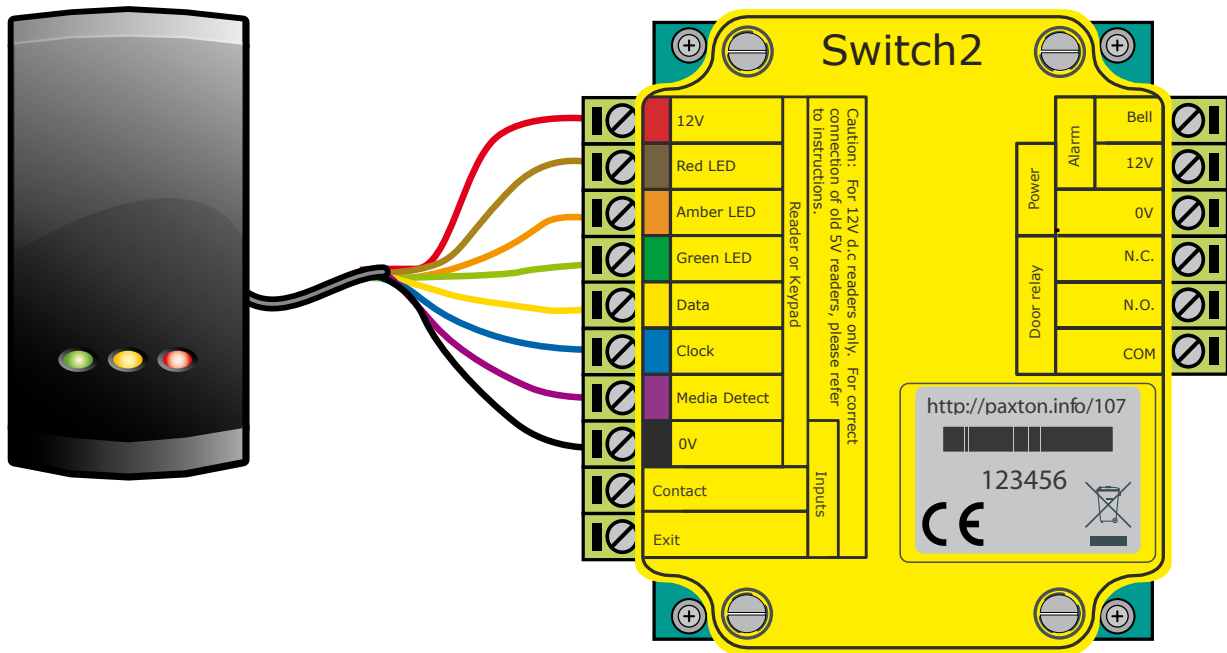 Switch2
12V
Red LED
Amber LED
Green LED
Data
Clock
Media Detect
0V
Contact
Exit
Reader or Keypad
Inputs
Caution:  For 12V d.c readers only.  For correct
connection of old 5V readers, please refer
to instructions.
Bell
12V
0V
N.C.
N.O.
COM
Alarm
Power
Door relay
http://paxton.info/107
123456
CE